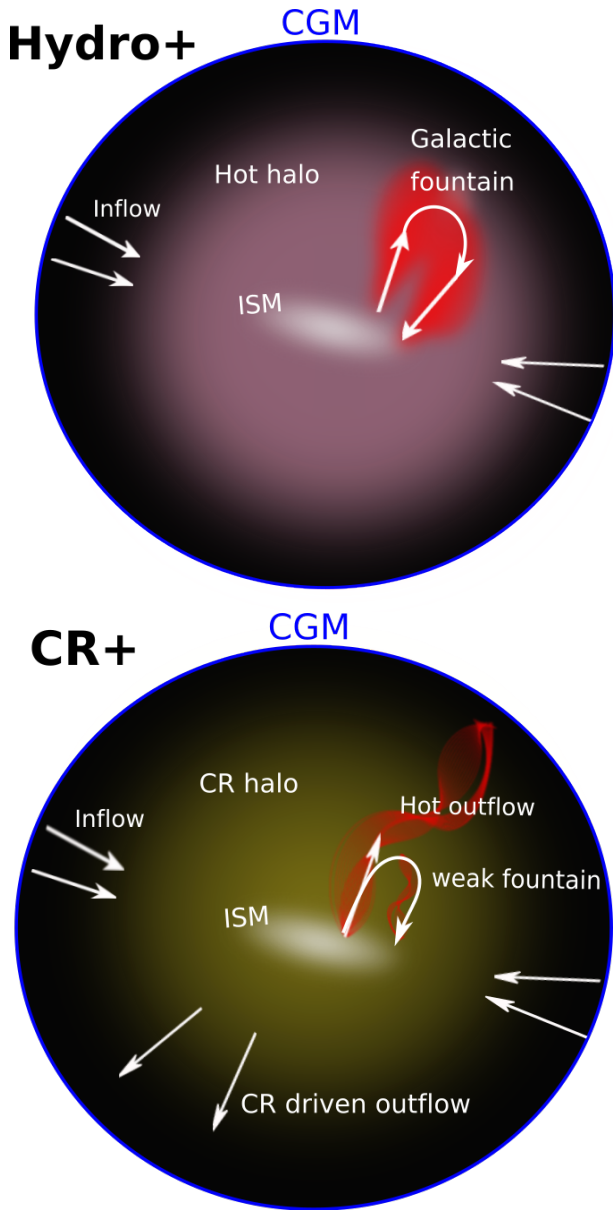 CGM
Hydro+
Galactic
fountain
Hot halo
Inflow
ISM
CGM
CR+
CR halo
Hot outflow
Inflow
weak fountain
ISM
CR driven outflow